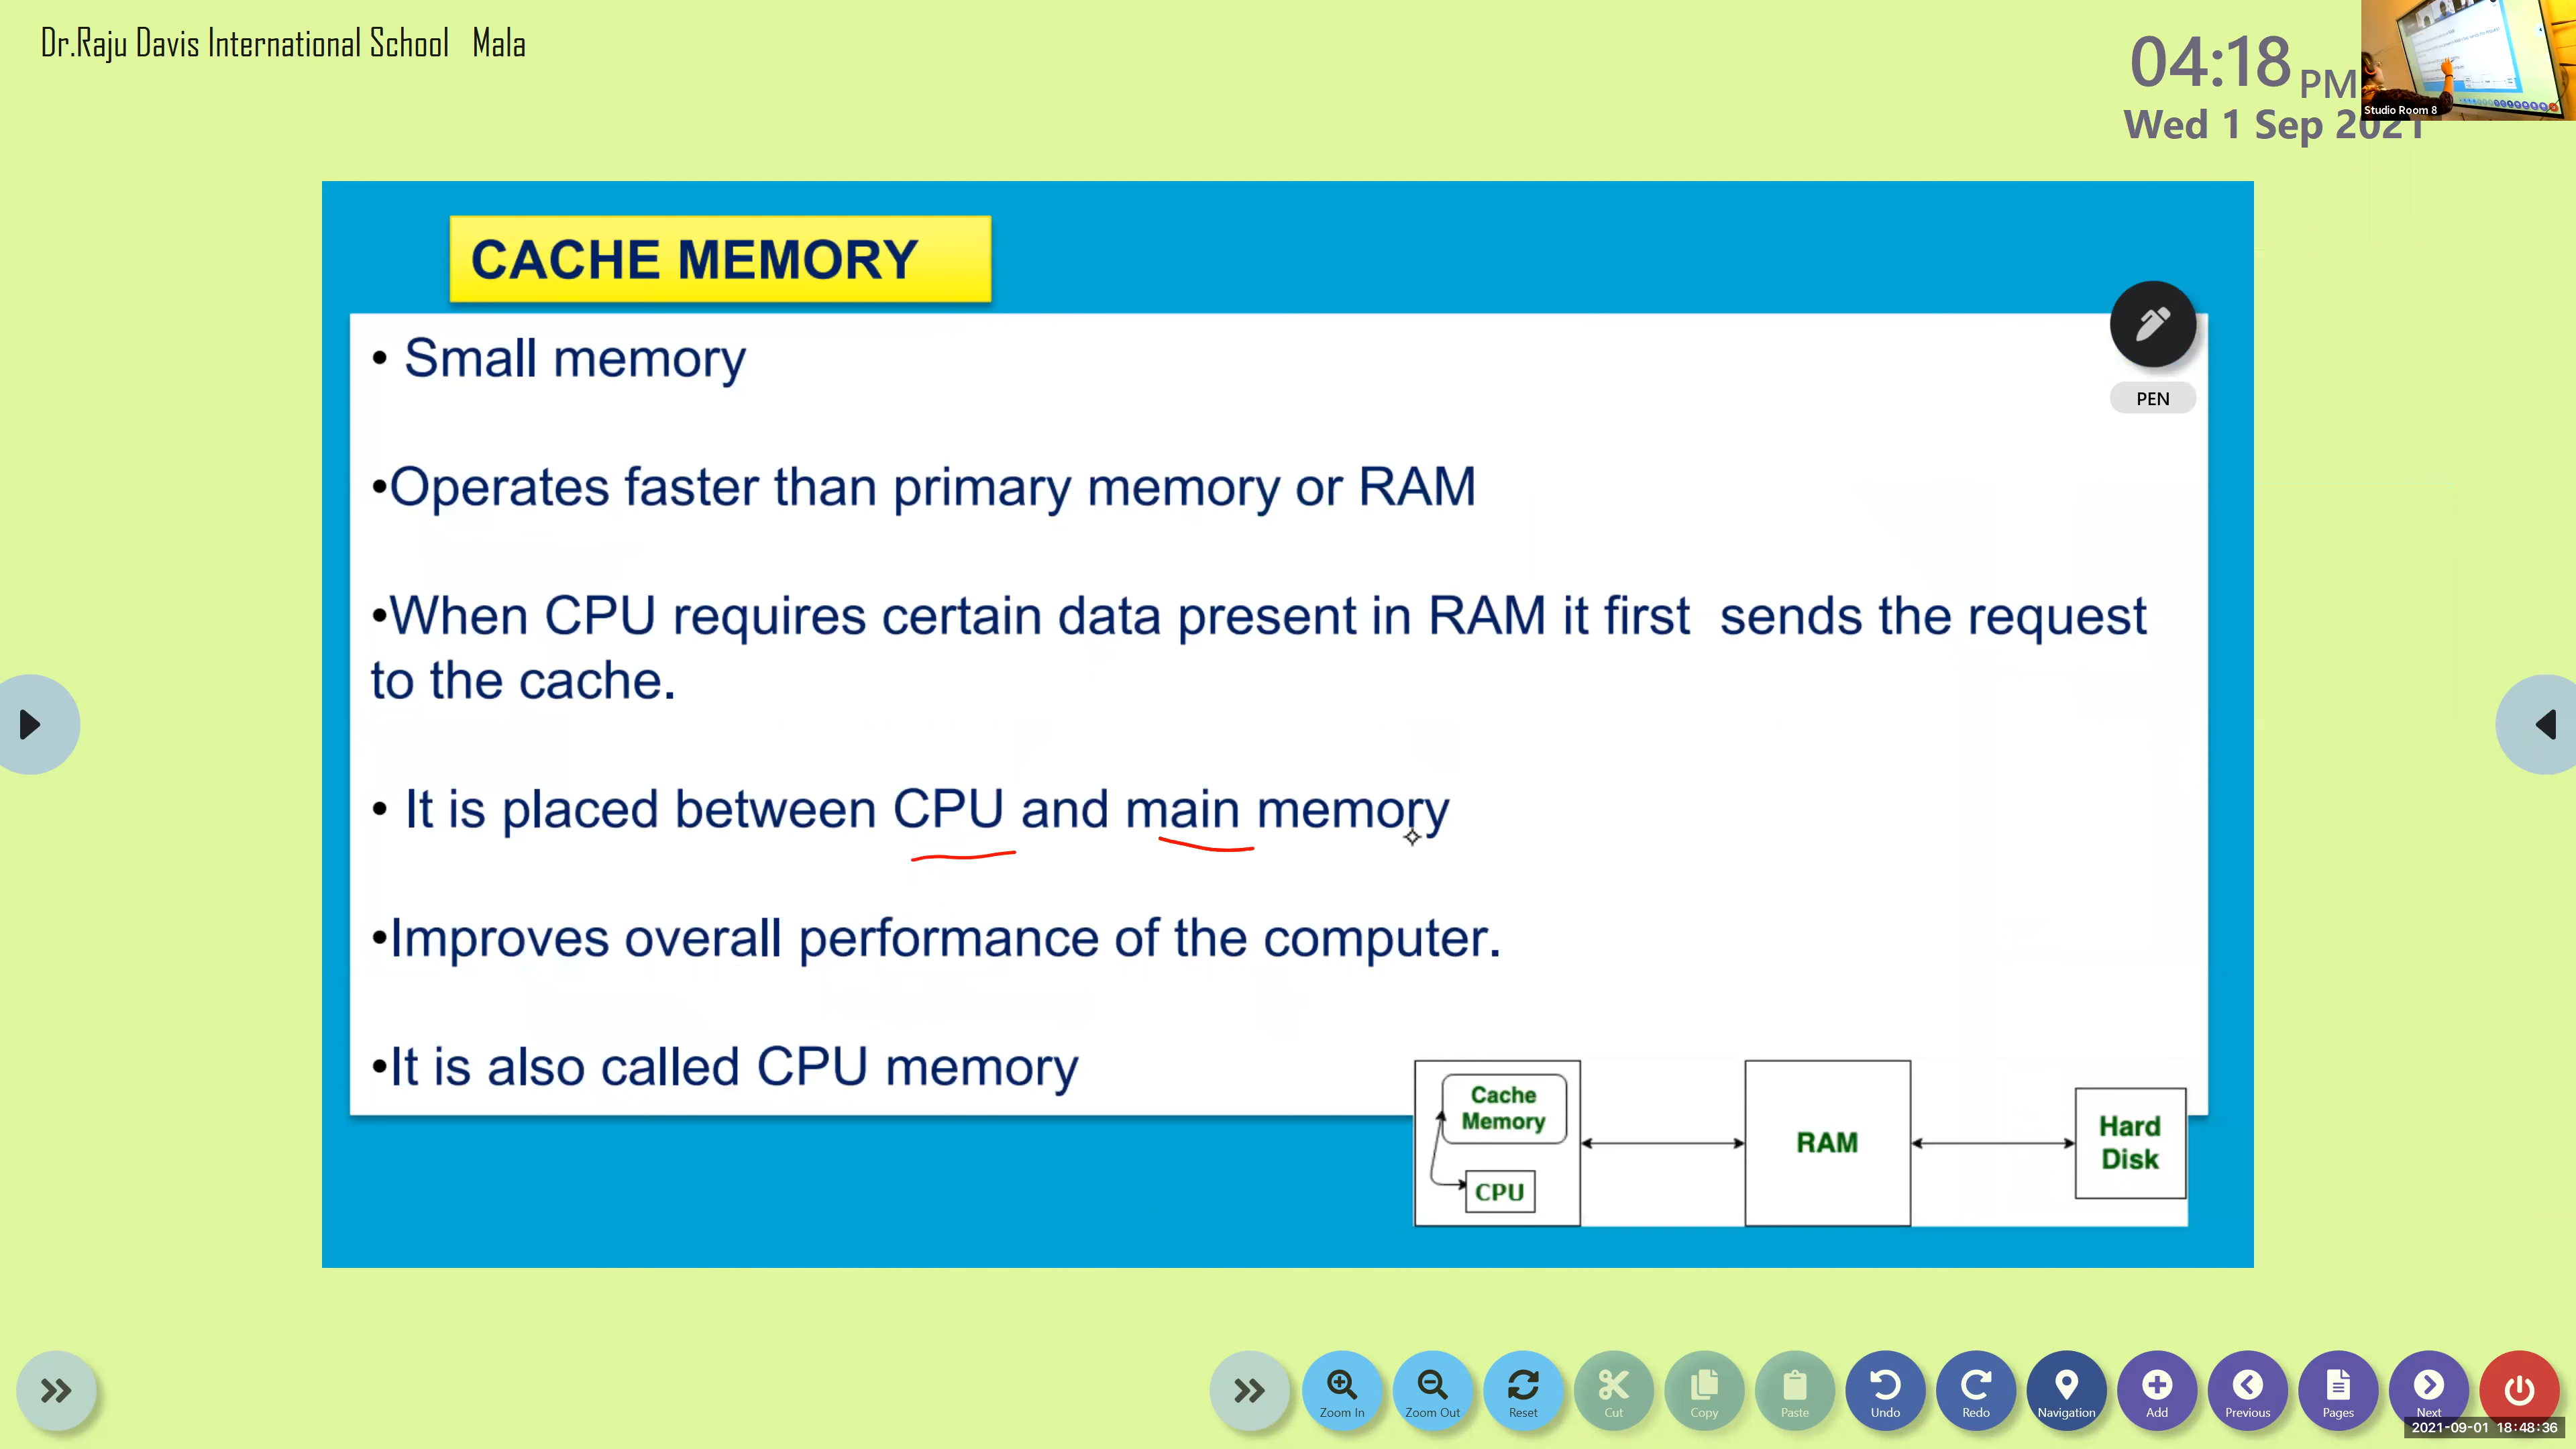 Dr.Raju Davis International School Mala
04:18 PM
Wed 1 Sep 2021
Studio Room 8
CACHE MEMORY
• Small memory
PEN
•Operates faster than primary memory or RAM
•When CPU requires certain data present in RAM it first sends the request
to the cache.
• It is placed between CPU and main memory
•Improves overall performance of the computer.
•It is also called CPU memory
Cache
Memory
CPU
RAM
Hard
Disk
Zoom In
Zoom Out
Reset
Cut
Copy
Paste
Undo
Redo
Navigation
Add
Previous
Pages
Next
2021-09-01 18:48:36